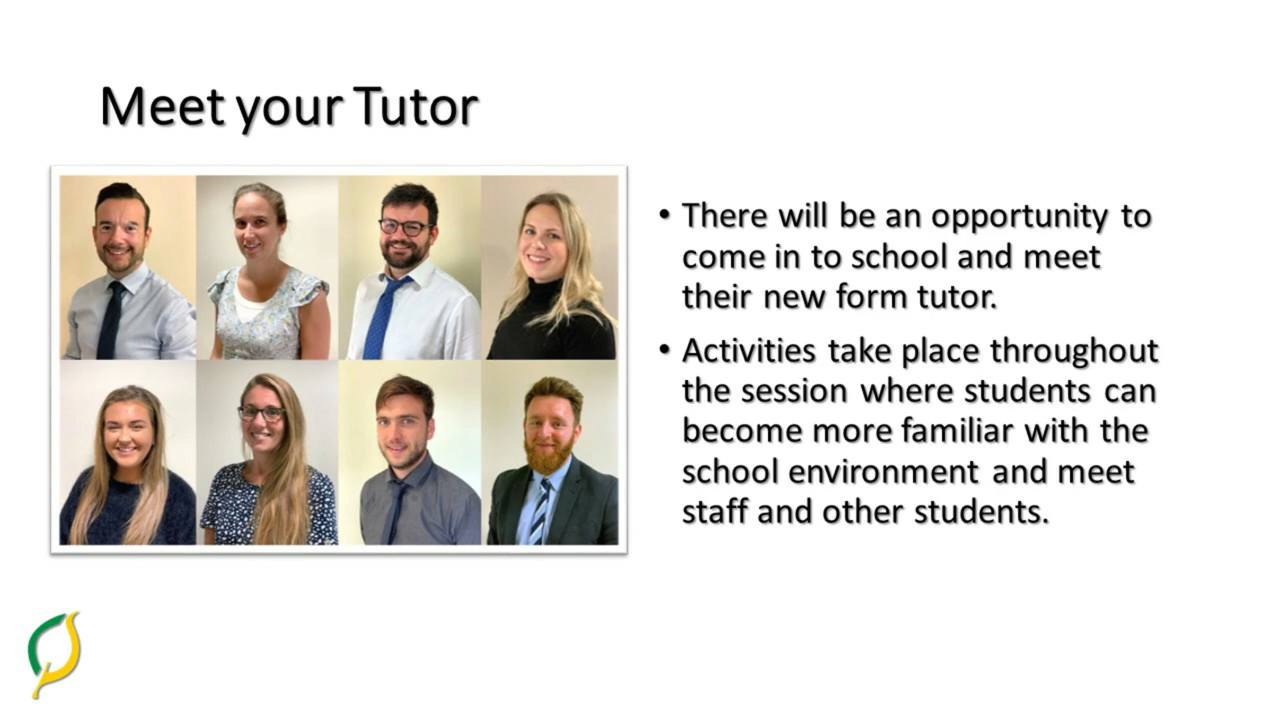 Meet your Tutor
• There will be an opportunity to
come in to school and meet
their new form tutor.
• Activities take place throughout
the session where students can
become more familiar with the
school environment and meet
staff and other students.